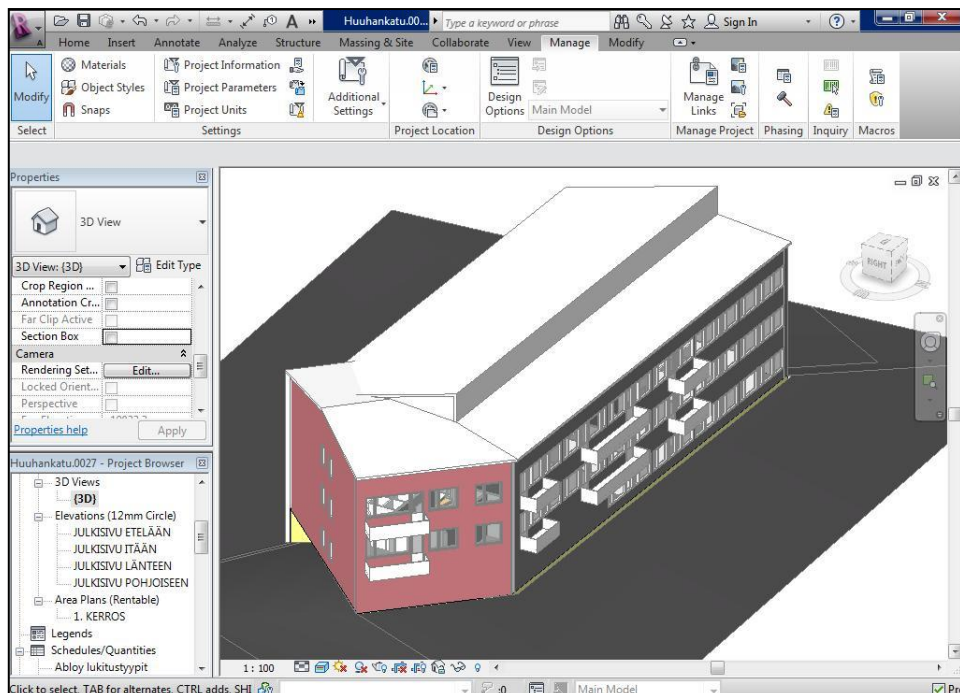 Huuhankatu.00...
Type a keyword or phrase
Sign In
Home Insert Annotate Analyze Structure Massing & Site Collaborate View Manage Modify
Modify
Materials
Object Styles
Snaps
Project Information
Project Parameters
Project Units
Additional
Settings
Design
Options
Main Model
Manage
Links
Select Settings Project Location Design Options Manage Project Phasing Inquiry Macros
Properties
3D View
3D View: {3D}
Edit Type
Crop Region ...
Annotation Cr...
Far Clip Active
Section Box
Camera
Rendering Set... Edit...
Locked Orient...
Perspective
Properties help
Apply
RIGHT
Huuhankatu.0027 - Project Browser
3D Views
{3D}
Elevations (12mm Circle)
JULKISIVU ETELÄÄN
JULKISIVU ITÄÄN
JULKISIVU LÄNTEEN
JULKISIVU POHJOISEEN
Area Plans (Rentable)
1. KERROS
Legends
Schedules/Quantities
Abloy lukitustyypit
1 : 100
Click to select, TAB for alternates, CTRL adds, SHI
:0
Main Model